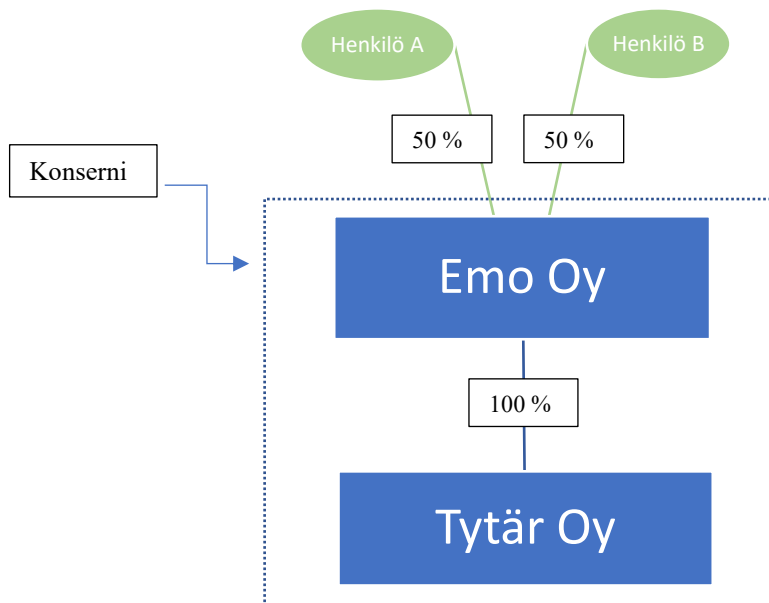 Henkilö A
Henkilö B
50 %
50 %
Konserni
Emo Oy
100 %
Tytär Oy